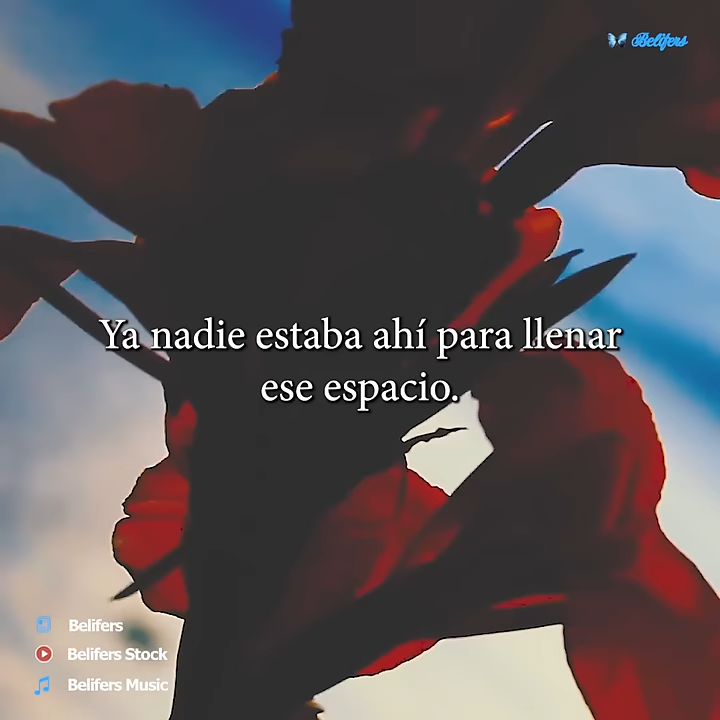 Belifers
Ya nadie estaba ahí para llenar
ese espacio.
Belifers
Belifers Stock
Belifers Music